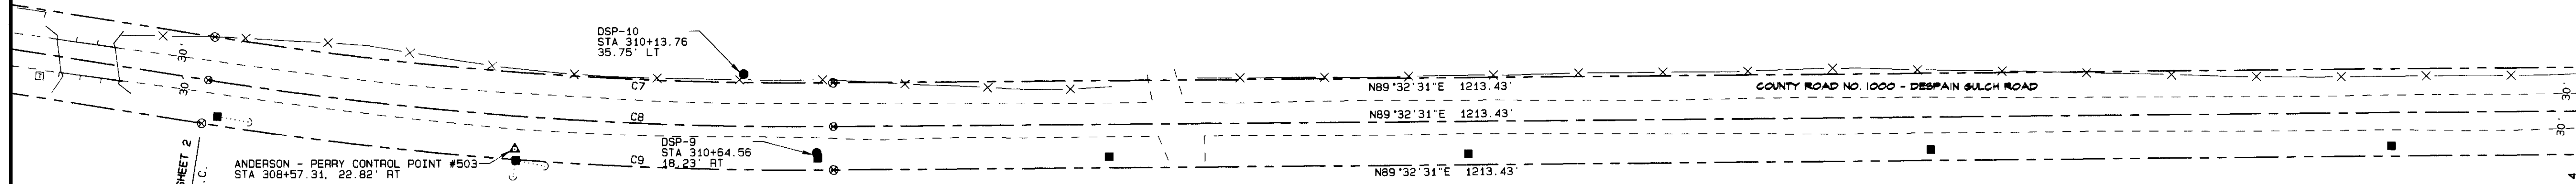 DSP-10
STA 310+13.76
35.75' LT
30'
30'
C7
N89°32'31"E 1213.43'
COUNTY ROAD NO. 1000 - DESPAIN GULCH ROAD
30'
30'
C8
N89°32'31"E 1213.43'
DSP-9
STA 310+64.56
18.23' RT
C9
ANDERSON - PERRY CONTROL POINT #503
STA 308+57.31, 22.82' RT
N89°32'31"E 1213.43'
SHEET 2
.C.